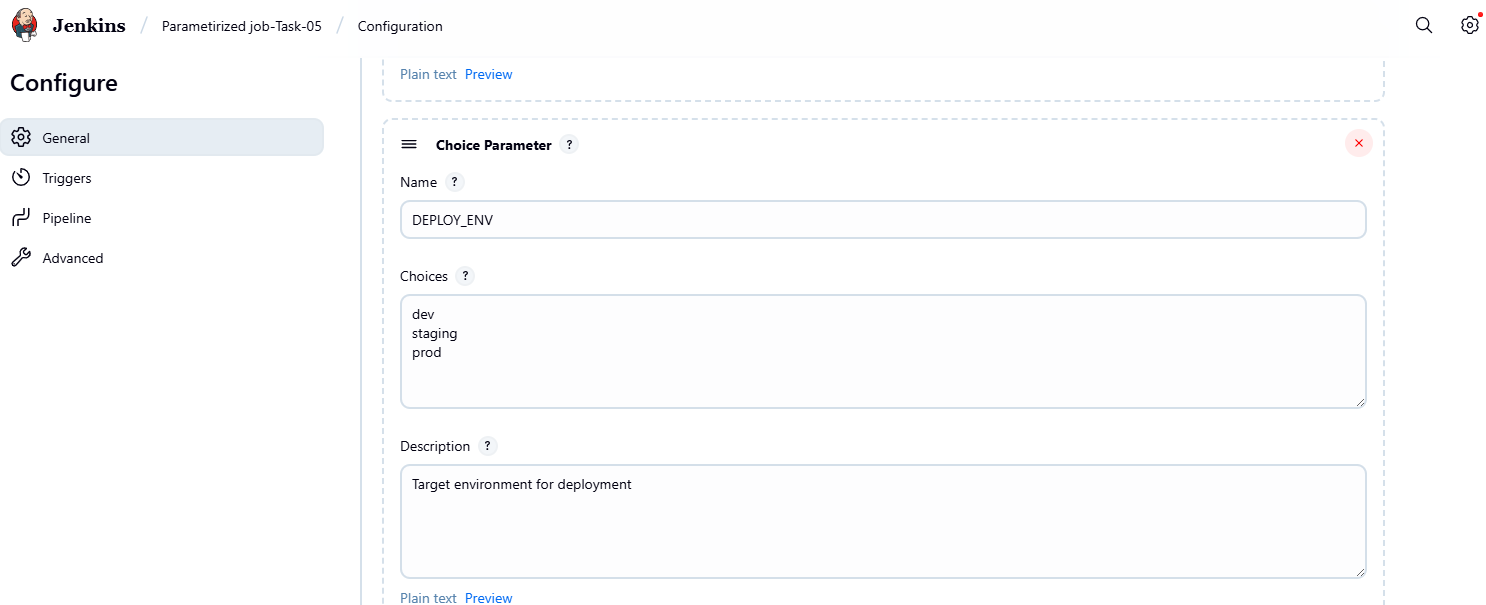 Jenkins / Parametirized job-Task-05 / Configuration
Configure
General
Triggers
Pipeline
Advanced
Plain text Preview
Choice Parameter ?
Name ?
DEPLOY_ENV
Choices ?
dev
staging
prod
Description ?
Target environment for deployment
Plain text Preview